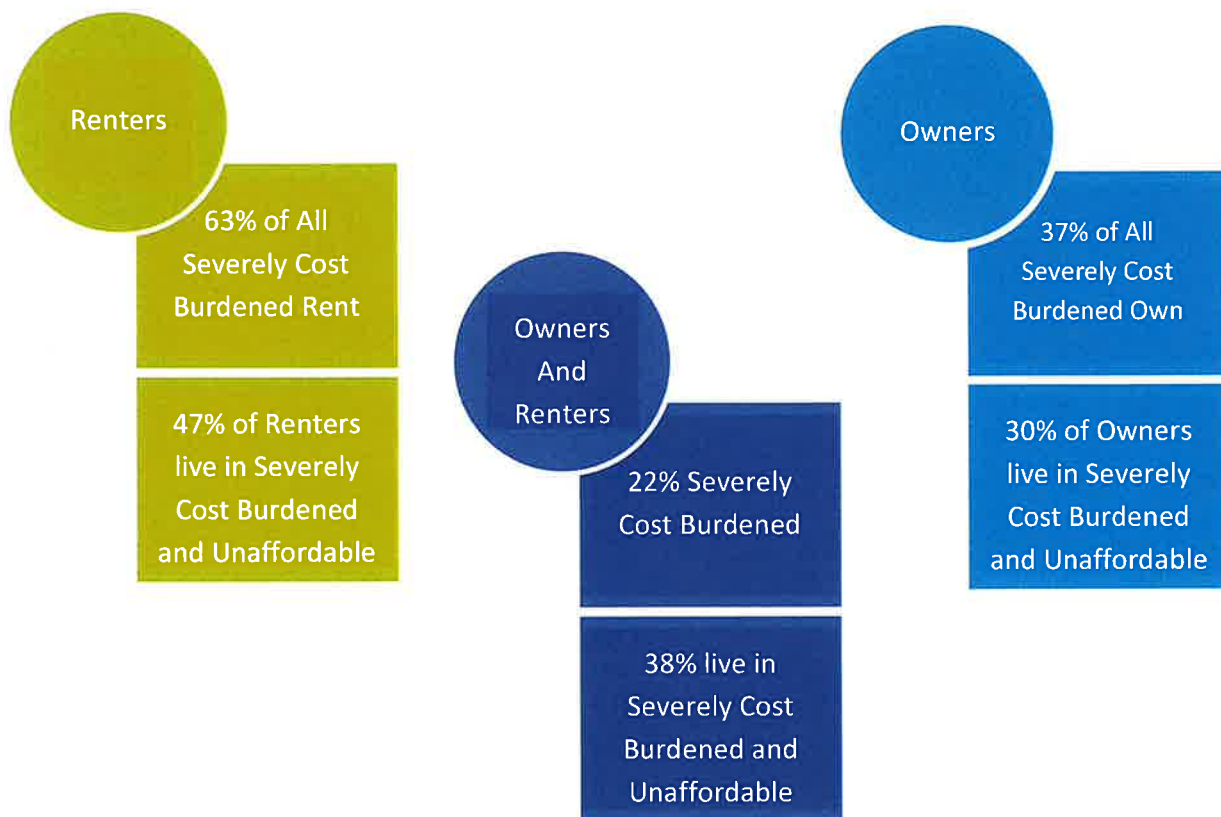 Renters
63% of All
Severely Cost
Burdened Rent
47% of Renters
live in Severely
Cost Burdened
and Unaffordable
Owners
And
Renters
22% Severely
Cost Burdened
38% live in
Severely Cost
Burdened and
Unaffordable
Owners
37% of All
Severely Cost
Burdened Own
30% of Owners
live in Severely
Cost Burdened
and Unaffordable